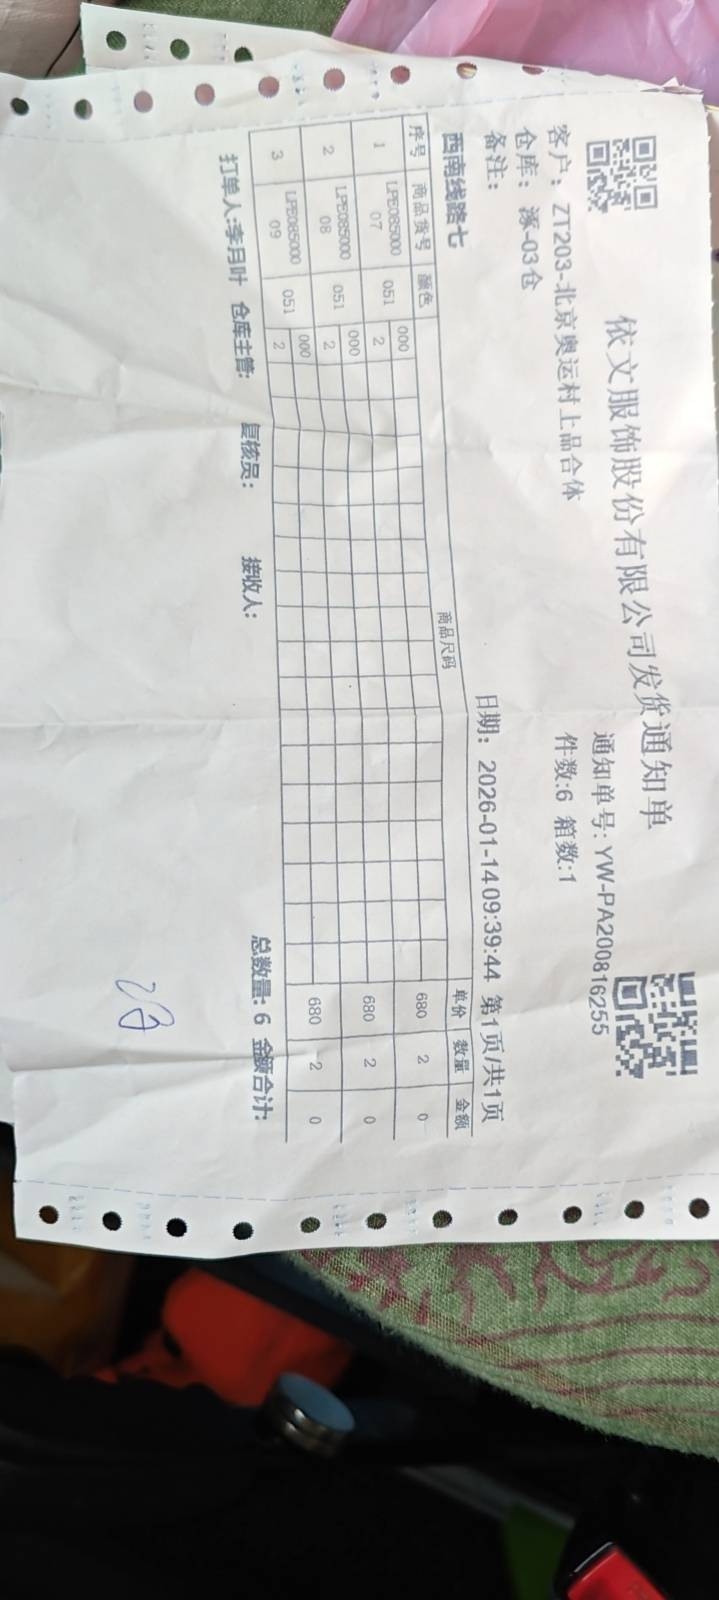 依文服饰股份有限公司发货通知单
通知单号: YW-PA200816255
客户: ZT203-北京奥运村上品合体
件数:6 箱数:1
仓库: 涿-03仓
备注:
日期: 2026-01-14 09:39:44 第1页/共1页
西南线路七
序号 商品货号 颜色 商品尺码 单价 数量 金额
1 LPE08500007 051 000 2 680 2 0
2 LPE08500008 051 000 2 680 2 0
3 LPE08500009 051 000 2 680 2 0
打单人:李月叶 仓库主管: 复核员: 接收人: 总数量: 6 金额合计: